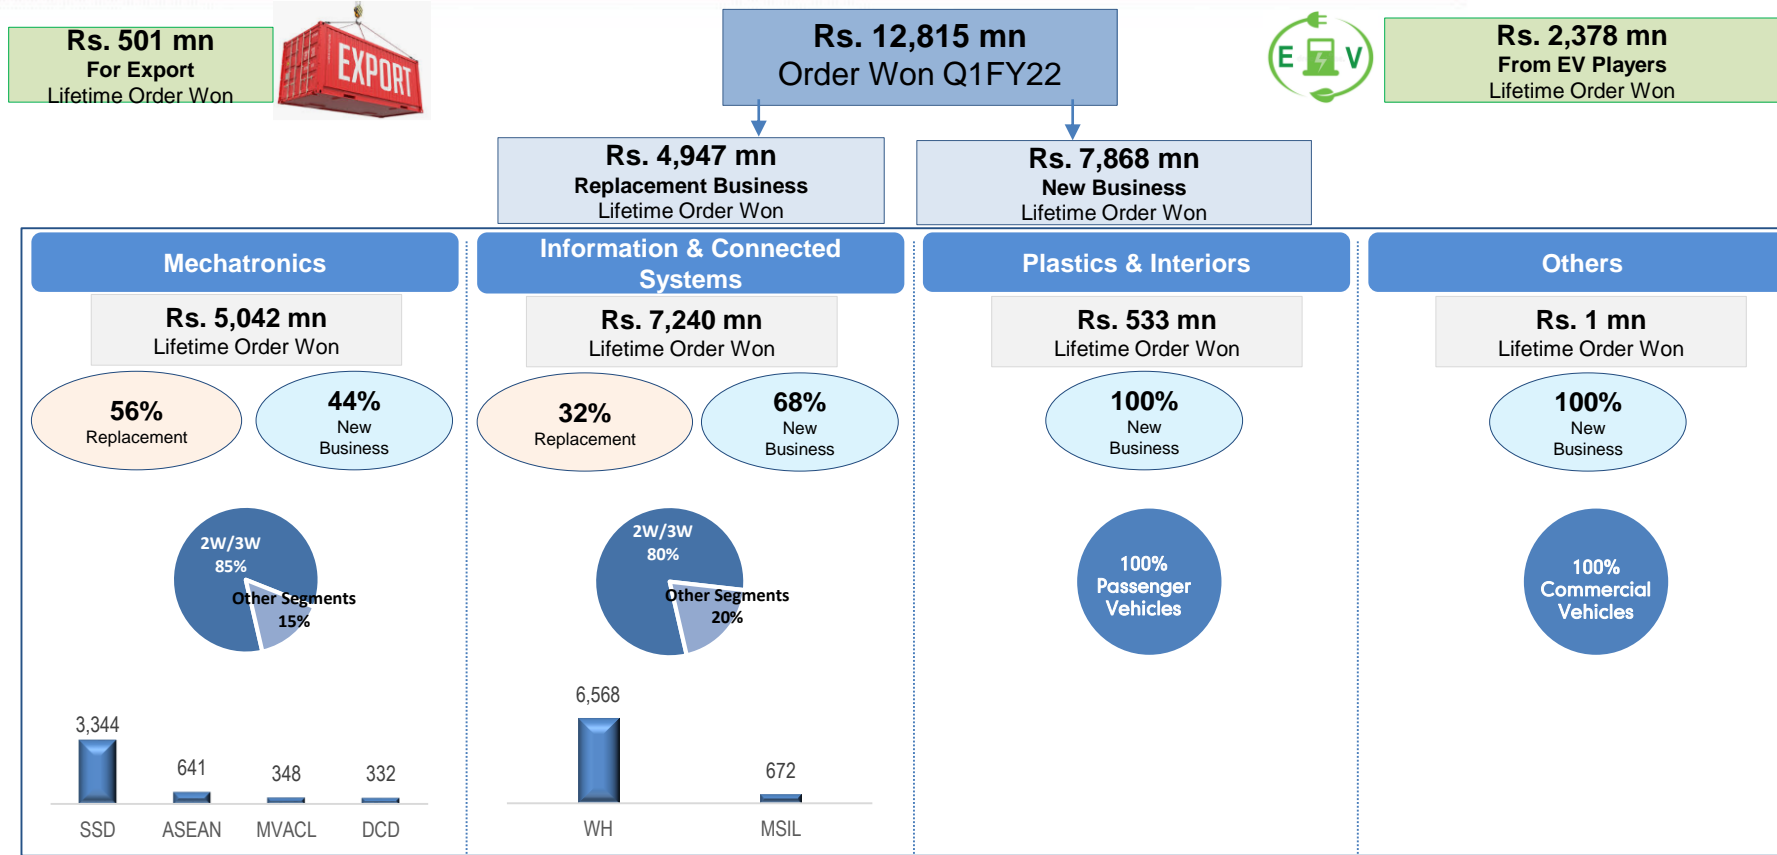 Rs. 501 mn
For Export
Lifetime Order Won
EXPORT
Rs. 12,815 mn
Order Won Q1FY22
E V
Rs. 2,378 mn
From EV Players
Lifetime Order Won
Rs. 4,947 mn
Replacement Business
Lifetime Order Won
Rs. 7,868 mn
New Business
Lifetime Order Won
Mechatronics
Rs. 5,042 mn
Lifetime Order Won
56%
Replacement
44%
New
Business
2W/3W
85%
Other Segments
15%
3,344
641
348
332
SSD
ASEAN
MVACL
DCD
Information & Connected
Systems
Rs. 7,240 mn
Lifetime Order Won
32%
Replacement
68%
New
Business
2W/3W
80%
Other Segments
20%
6,568
672
WH
MSIL
Plastics & Interiors
Rs. 533 mn
Lifetime Order Won
100%
New
Business
100%
Passenger
Vehicles
Others
Rs. 1 mn
Lifetime Order Won
100%
New
Business
100%
Commercial
Vehicles